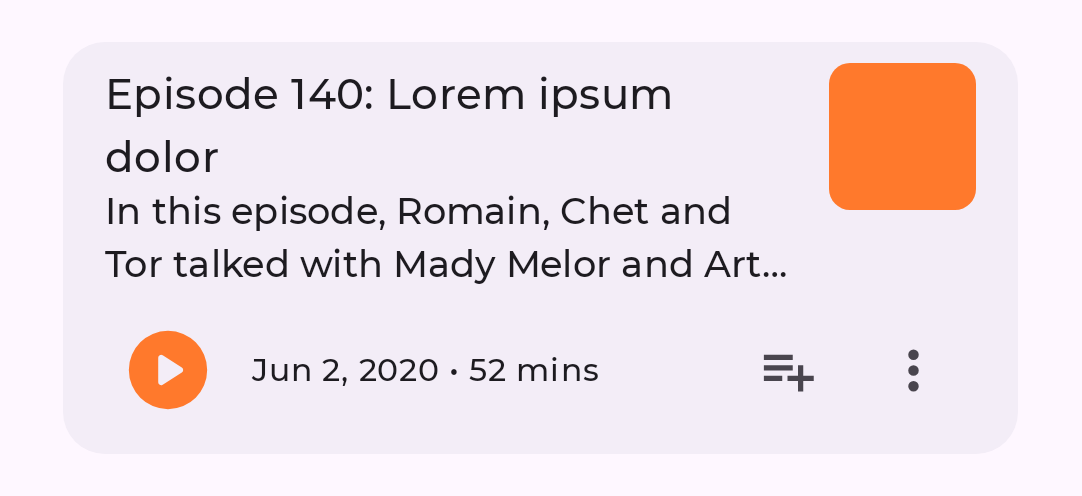 Episode 140: Lorem ipsum
dolor
In this episode, Romain, Chet and
Tor talked with Mady Melor and Art...
Jun 2, 2020 • 52 mins